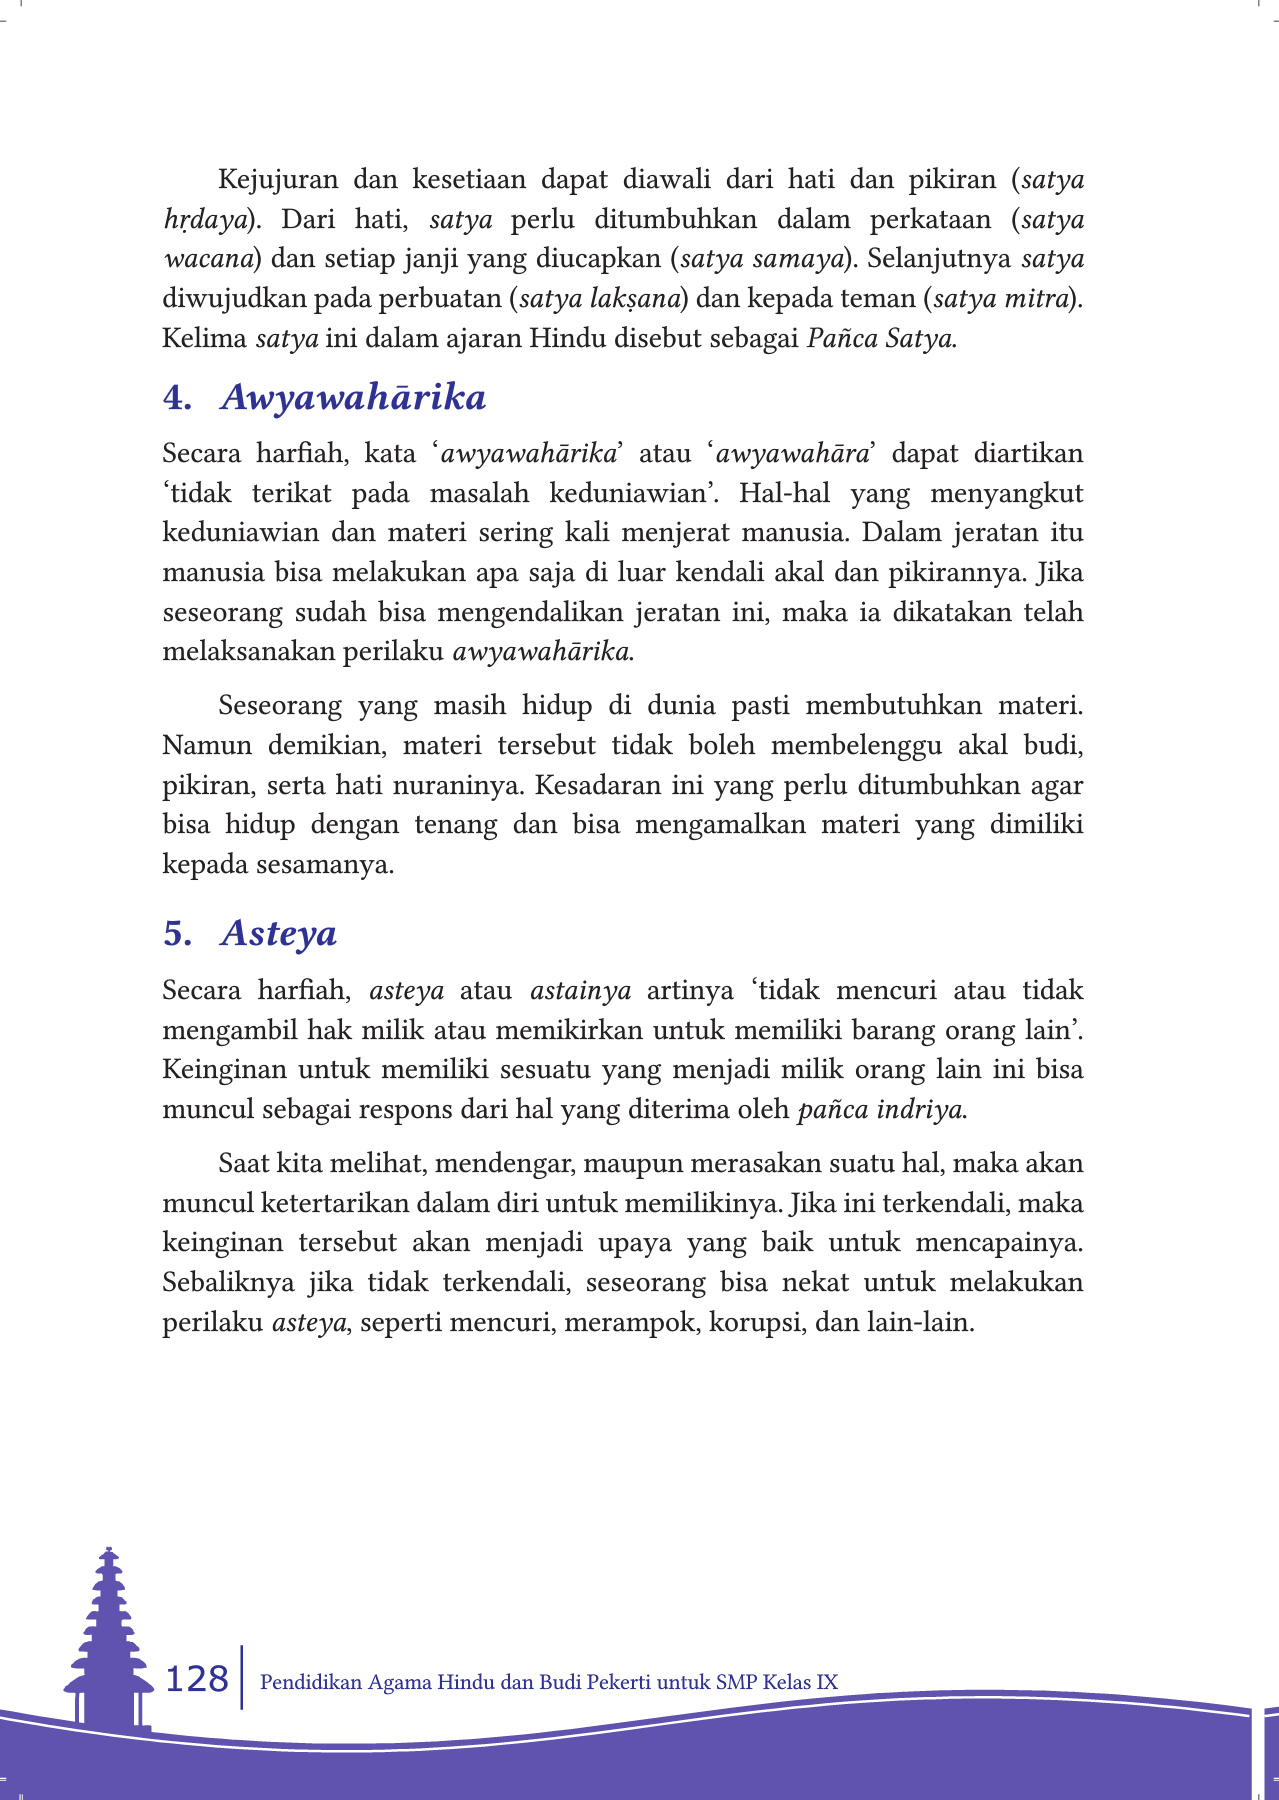 Kejujuran dan kesetiaan dapat diawali dari hati dan pikiran (satya
hṛdaya). Dari hati, satya perlu ditumbuhkan dalam perkataan (satya
wacana) dan setiap janji yang diucapkan (satya samaya). Selanjutnya satya
diwujudkan pada perbuatan (satya lakṣana) dan kepada teman (satya mitra).
Kelima satya ini dalam ajaran Hindu disebut sebagai Pañca Satya.
4. Awyawahārika
Secara harfiah, kata ‘awyawahārika’ atau ‘awyawahāra’ dapat diartikan
‘tidak terikat pada masalah keduniawian’. Hal-hal yang menyangkut
keduniawian dan materi sering kali menjerat manusia. Dalam jeratan itu
manusia bisa melakukan apa saja di luar kendali akal dan pikirannya. Jika
seseorang sudah bisa mengendalikan jeratan ini, maka ia dikatakan telah
melaksanakan perilaku awyawahārika.
Seseorang yang masih hidup di dunia pasti membutuhkan materi.
Namun demikian, materi tersebut tidak boleh membelenggu akal budi,
pikiran, serta hati nuraninya. Kesadaran ini yang perlu ditumbuhkan agar
bisa hidup dengan tenang dan bisa mengamalkan materi yang dimiliki
kepada sesamanya.
5. Asteya
Secara harfiah, asteya atau astainya artinya ‘tidak mencuri atau tidak
mengambil hak milik atau memikirkan untuk memiliki barang orang lain’.
Keinginan untuk memiliki sesuatu yang menjadi milik orang lain ini bisa
muncul sebagai respons dari hal yang diterima oleh pañca indriya.
Saat kita melihat, mendengar, maupun merasakan suatu hal, maka akan
muncul ketertarikan dalam diri untuk memilikinya. Jika ini terkendali, maka
keinginan tersebut akan menjadi upaya yang baik untuk mencapainya.
Sebaliknya jika tidak terkendali, seseorang bisa nekat untuk melakukan
perilaku asteya, seperti mencuri, merampok, korupsi, dan lain-lain.
128 Pendidikan Agama Hindu dan Budi Pekerti untuk SMP Kelas IX